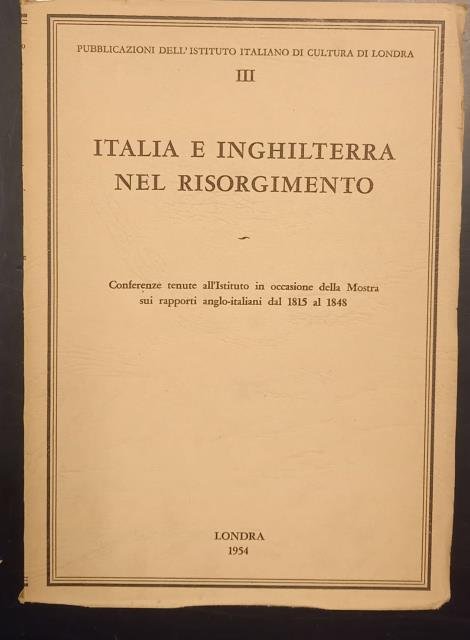 PUBBLICAZIONI DELL'ISTITUTO ITALIANO DI CULTURA DI LONDRA
III
ITALIA E INGHILTERRA
NEL RISORGIMENTO
Conferenze tenute all'Istituto in occasione della Mostra
sui rapporti anglo-italiani dal 1815 al 1848
LONDRA
1954